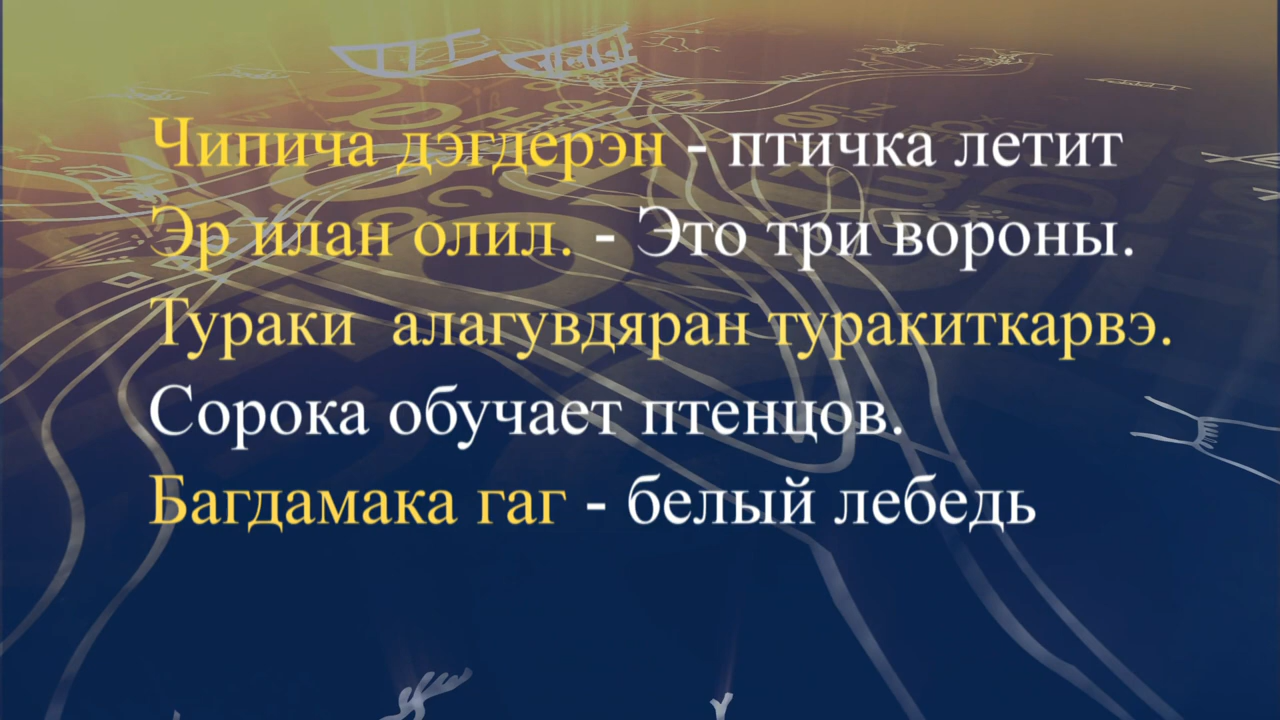 Чипича дэгдерэн - птичка летит
Эр илан олил. - Это три вороны.
Тураки алагувдяран туракиткарвэ.
Сорока обучает птенцов.
Багдамака гаг - белый лебедь